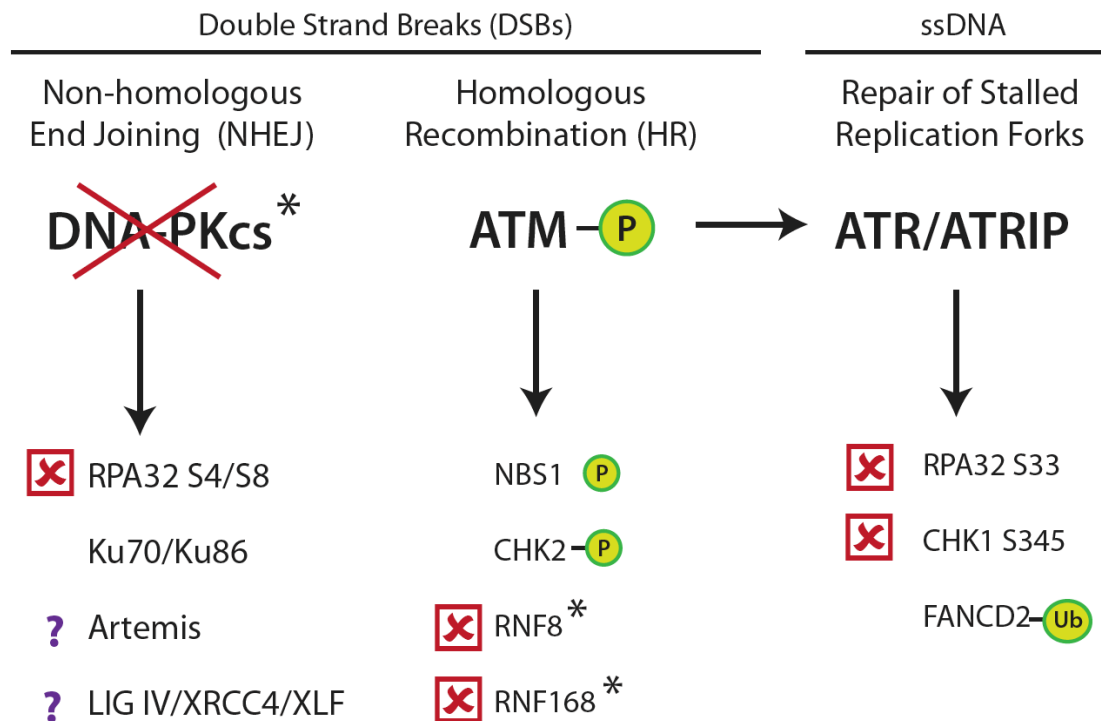 Double Strand Breaks (DSBs)
ssDNA
Non-homologous
End Joining (NHEJ)
Homologous
Recombination (HR)
Repair of Stalled
Replication Forks
DNA-PKcs*
ATM-P
ATR/ATRIP
RPA32 S4/S8
Ku70/Ku86
? Artemis
? LIG IV/XRCC4/XLF
NBS1 P
CHK2-P
RNF8*
RNF168*
RPA32 S33
CHK1 S345
FANCD2-Ub